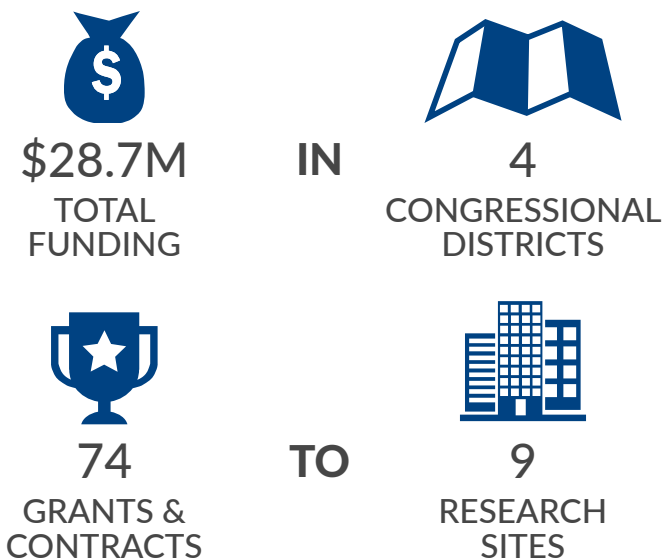 $
$28.7M IN 4
TOTAL
FUNDING
CONGRESSIONAL
DISTRICTS
74 TO 9
GRANTS &
CONTRACTS
RESEARCH
SITES